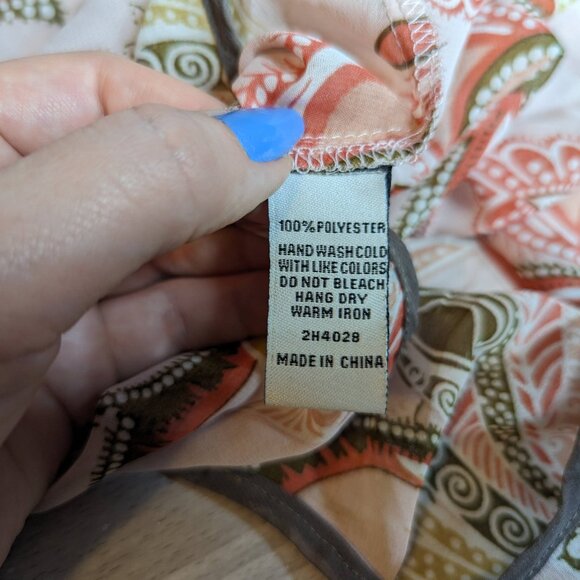 100%POLYESTER
HAND WASH COLD
WITH LIKE COLORS
DO NOT BLEACH
HANG DRY
WARM IRON
2H4028
MADE IN CHINA